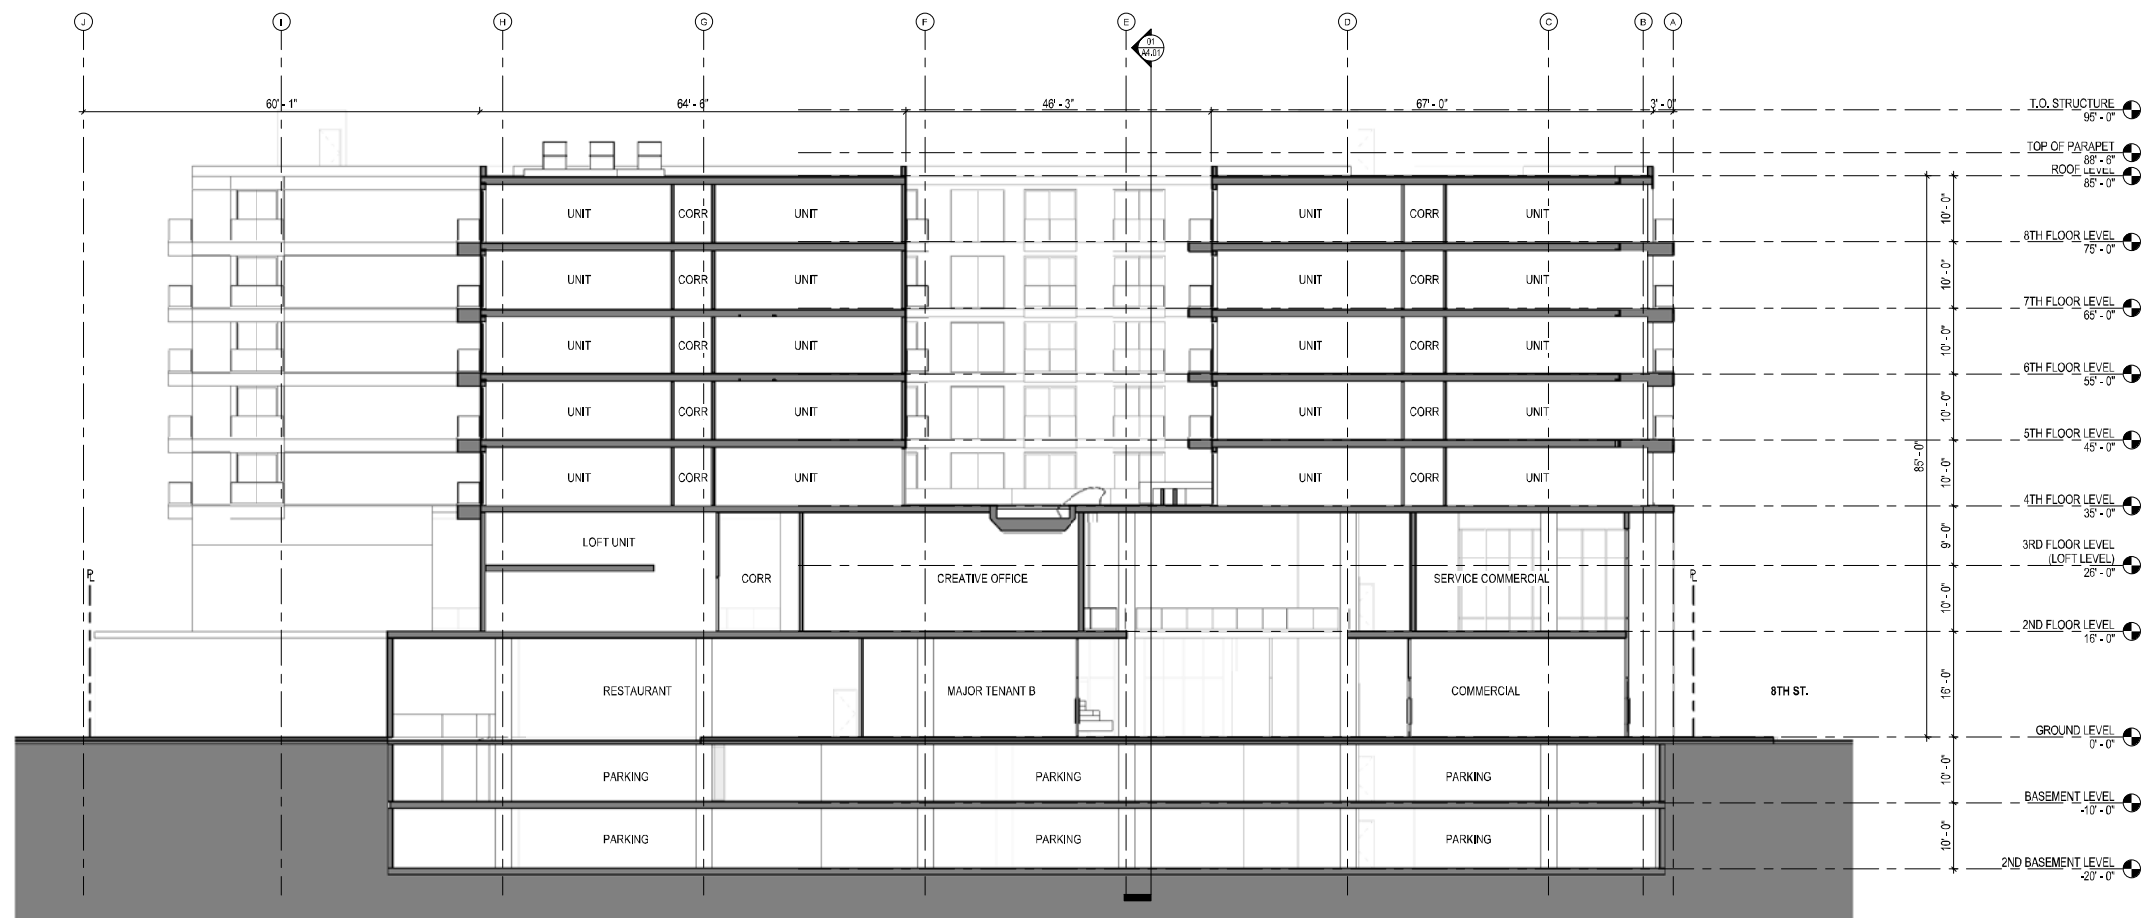 J I H G F E D C B A
01
A4.01
60' - 1" 64' - 6" 46' - 3" 67' - 0" 3' - 0"
T.O. STRUCTURE
95' - 0"
TOP OF PARAPET
88' - 6"
ROOF LEVEL
85' - 0"
UNIT CORR UNIT UNIT CORR UNIT 10' - 0"
8TH FLOOR LEVEL
75' - 0"
UNIT CORR UNIT UNIT CORR UNIT 10' - 0"
7TH FLOOR LEVEL
65' - 0"
UNIT CORR UNIT UNIT CORR UNIT 10' - 0"
6TH FLOOR LEVEL
55' - 0"
UNIT CORR UNIT UNIT CORR UNIT 10' - 0"
5TH FLOOR LEVEL
45' - 0"
85' - 0"
UNIT CORR UNIT UNIT CORR UNIT 10' - 0"
4TH FLOOR LEVEL
35' - 0"
LOFT UNIT 9' - 0"
3RD FLOOR LEVEL
(LOFT LEVEL)
26' - 0"
PL PL
CORR CREATIVE OFFICE SERVICE COMMERCIAL
10' - 0"
2ND FLOOR LEVEL
16' - 0"
RESTAURANT MAJOR TENANT B COMMERCIAL 8TH ST.
16' - 0"
GROUND LEVEL
0' - 0"
PARKING PARKING PARKING 10' - 0"
BASEMENT LEVEL
-10' - 0"
PARKING PARKING PARKING 10' - 0"
2ND BASEMENT LEVEL
-20' - 0"